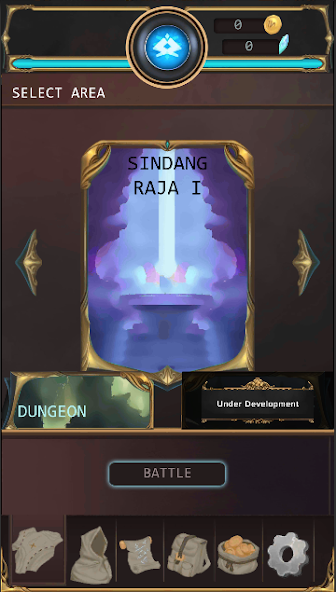 0
0
SELECT AREA
SINDANG
RAJA I
DUNGEON
Under Development
BATTLE